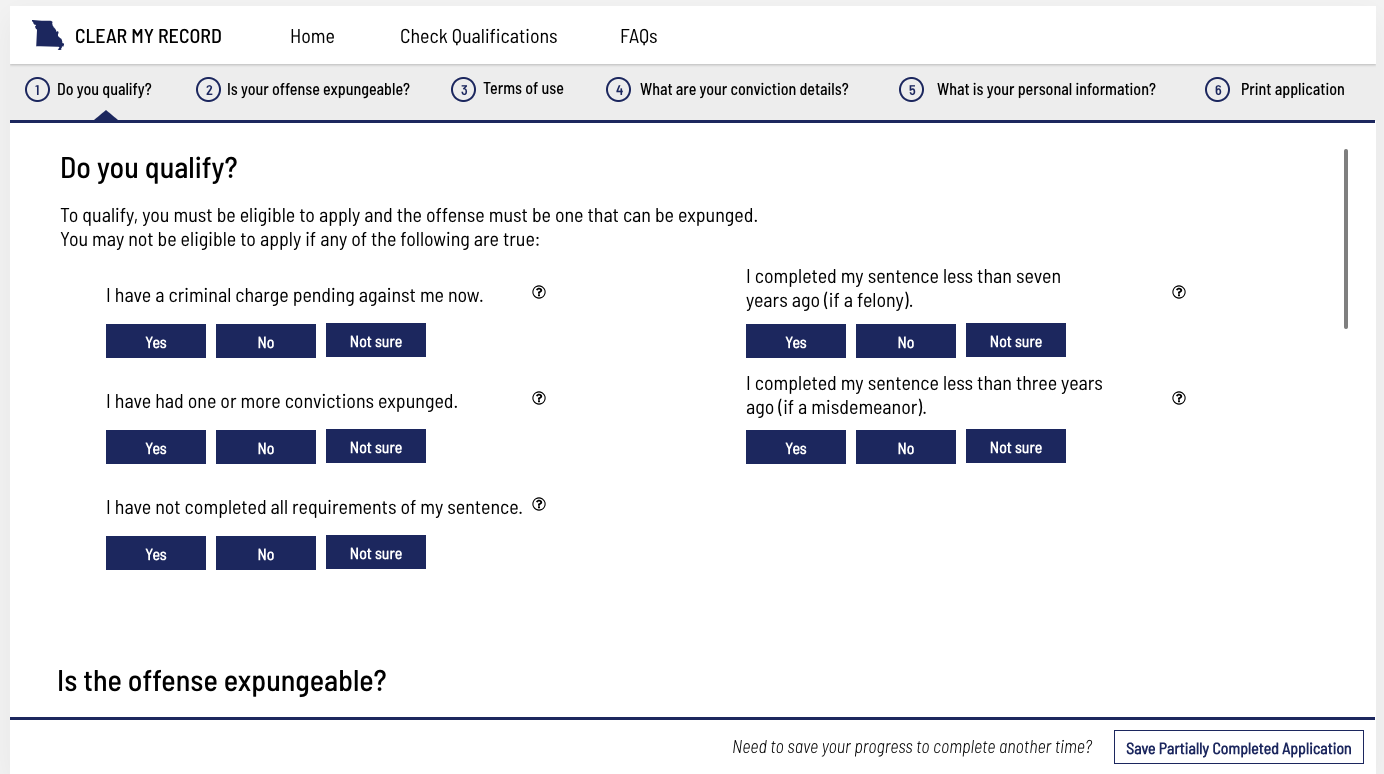 CLEAR MY RECORD Home Check Qualifications FAQs
1 Do you qualify? 2 Is your offense expungeable? 3 Terms of use 4 What are your conviction details? 5 What is your personal information? 6 Print application
Do you qualify?
To qualify, you must be eligible to apply and the offense must be one that can be expunged.
You may not be eligible to apply if any of the following are true:
I have a criminal charge pending against me now. ?
Yes No Not sure
I have had one or more convictions expunged. ?
Yes No Not sure
I have not completed all requirements of my sentence. ?
Yes No Not sure
I completed my sentence less than seven
years ago (if a felony). ?
Yes No Not sure
I completed my sentence less than three years
ago (if a misdemeanor). ?
Yes No Not sure
Is the offense expungeable?
Need to save your progress to complete another time? Save Partially Completed Application